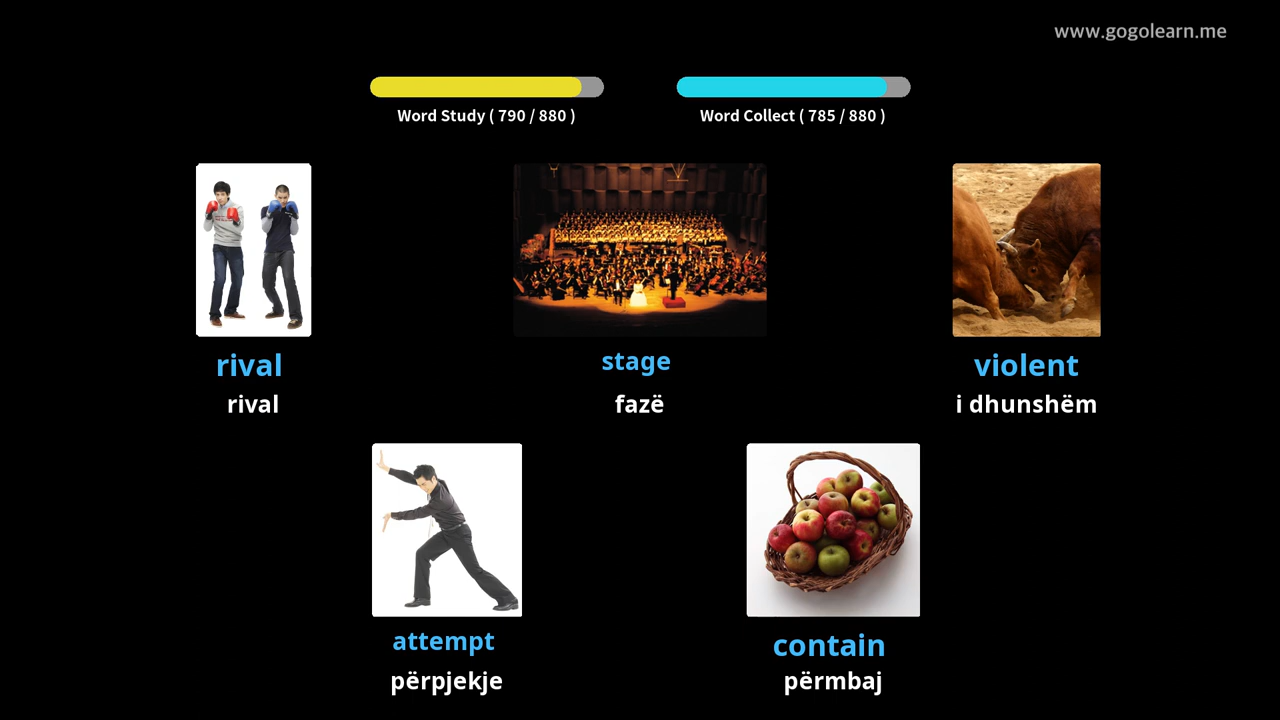 www.gogolearn.me
Word Study ( 790 / 880 )
Word Collect ( 785 / 880 )
rival
stage
violent
rival
fazë
i dhunshëm
attempt
contain
përpjekje
përmbaj